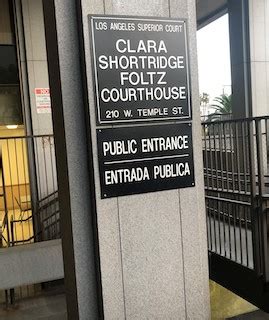 LOS ANGELES SUPERIOR COURT
CLARA
SHORTRIDGE
FOLTZ
COURTHOUSE
210 W. TEMPLE ST.
PUBLIC ENTRANCE
ENTRADA PUBLICA